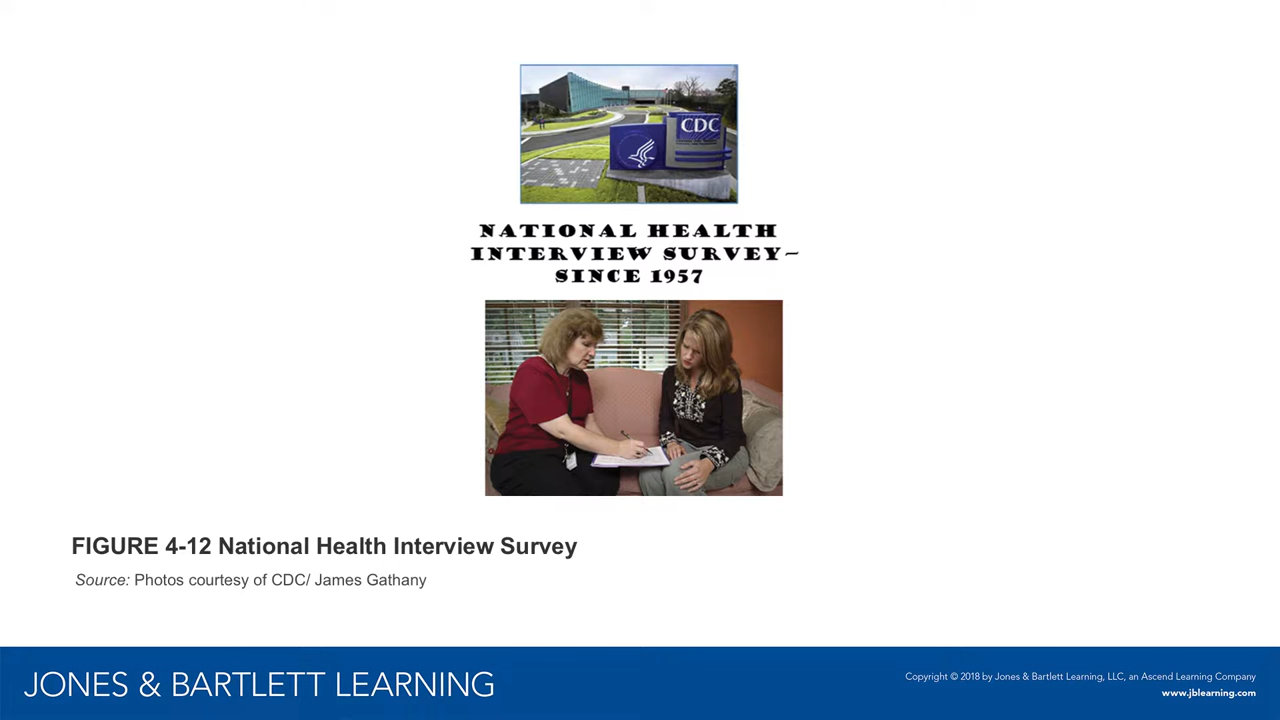 CDC
NATIONAL HEALTH
INTERVIEW SURVEY–
SINCE 1957
FIGURE 4-12 National Health Interview Survey
Source: Photos courtesy of CDC/ James Gathany
JONES & BARTLETT LEARNING
Copyright © 2018 by Jones & Bartlett Learning, LLC, an Ascend Learning Company
www.jblearning.com